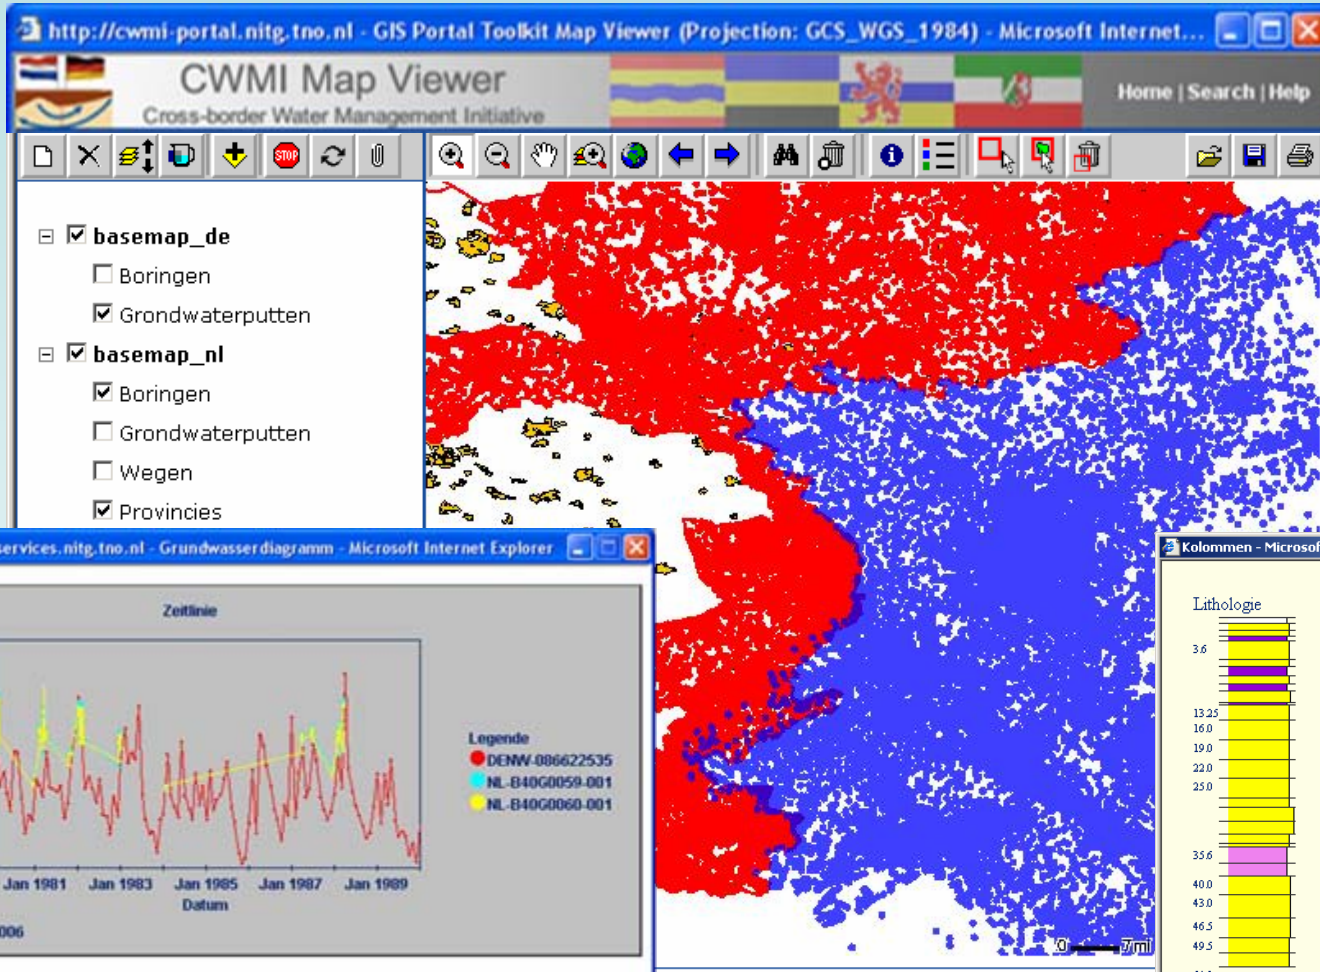 http://cwmi-portal.nitg.tno.nl - GIS Portal Toolkit Map Viewer (Projection: GCS_WGS_1984) - Microsoft Internet...
CWMI Map Viewer
Cross-border Water Management Initiative
Home | Search | Help
STOP
basemap_de
Boringen
Grondwaterputten
basemap_nl
Boringen
Grondwaterputten
Wegen
Provincies
0 7mi
services.nitg.tno.nl - Grundwasserdiagramm - Microsoft Internet Explorer
Zeitlinie
Legende
DENW-086622535
NL-B40G0059-001
NL-B40G0060-001
Jan 1981 Jan 1983 Jan 1985 Jan 1987 Jan 1989
Datum
006
Kolommen - Microsof
Lithologie
3.6
13.25
16.0
19.0
22.0
25.0
35.6
40.0
43.0
46.5
49.5